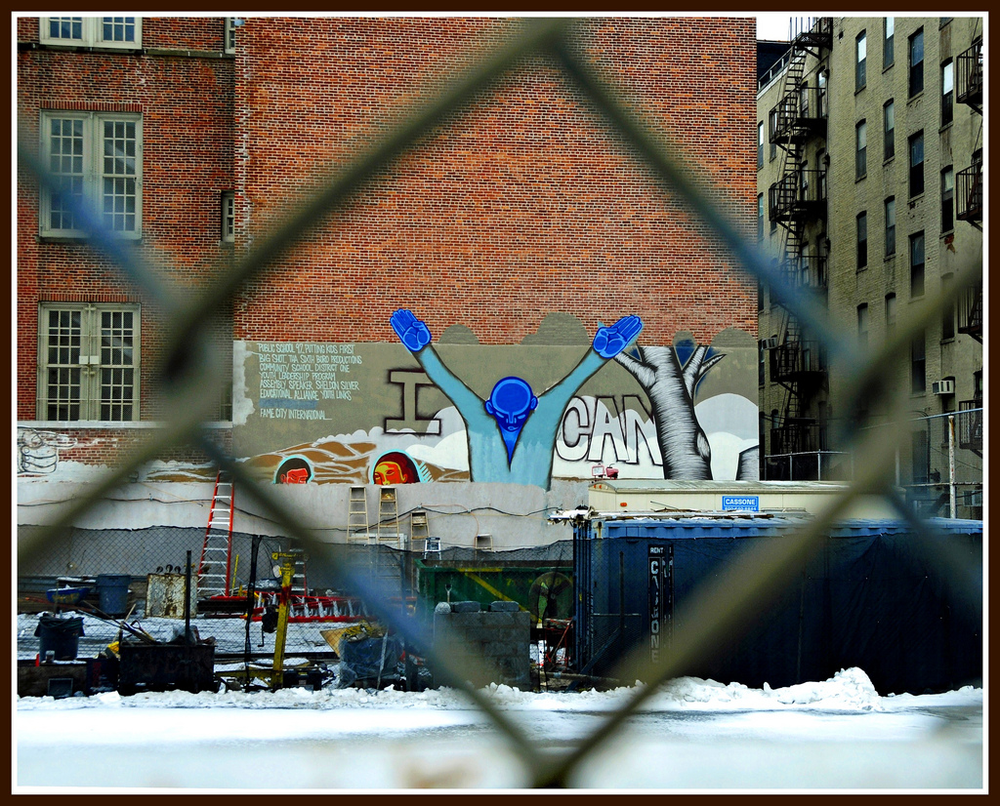 PUBLIC SCHOOL 97, PUTTING KIDS FIRST
BIG SHOT, THA SIXTH BORO PRODUCTIONS
COMMUNITY SCHOOL DISTRICT ONE
YOUTH LEADERSHIP PROGRAM
ASSEMBLY SPEAKER SHELDON SILVER
EDUCATIONAL ALLIANCE YOUTH LINKS
FAME CITY INTERNATIONAL
I CAN
CASSONE
RENT
CASSONE